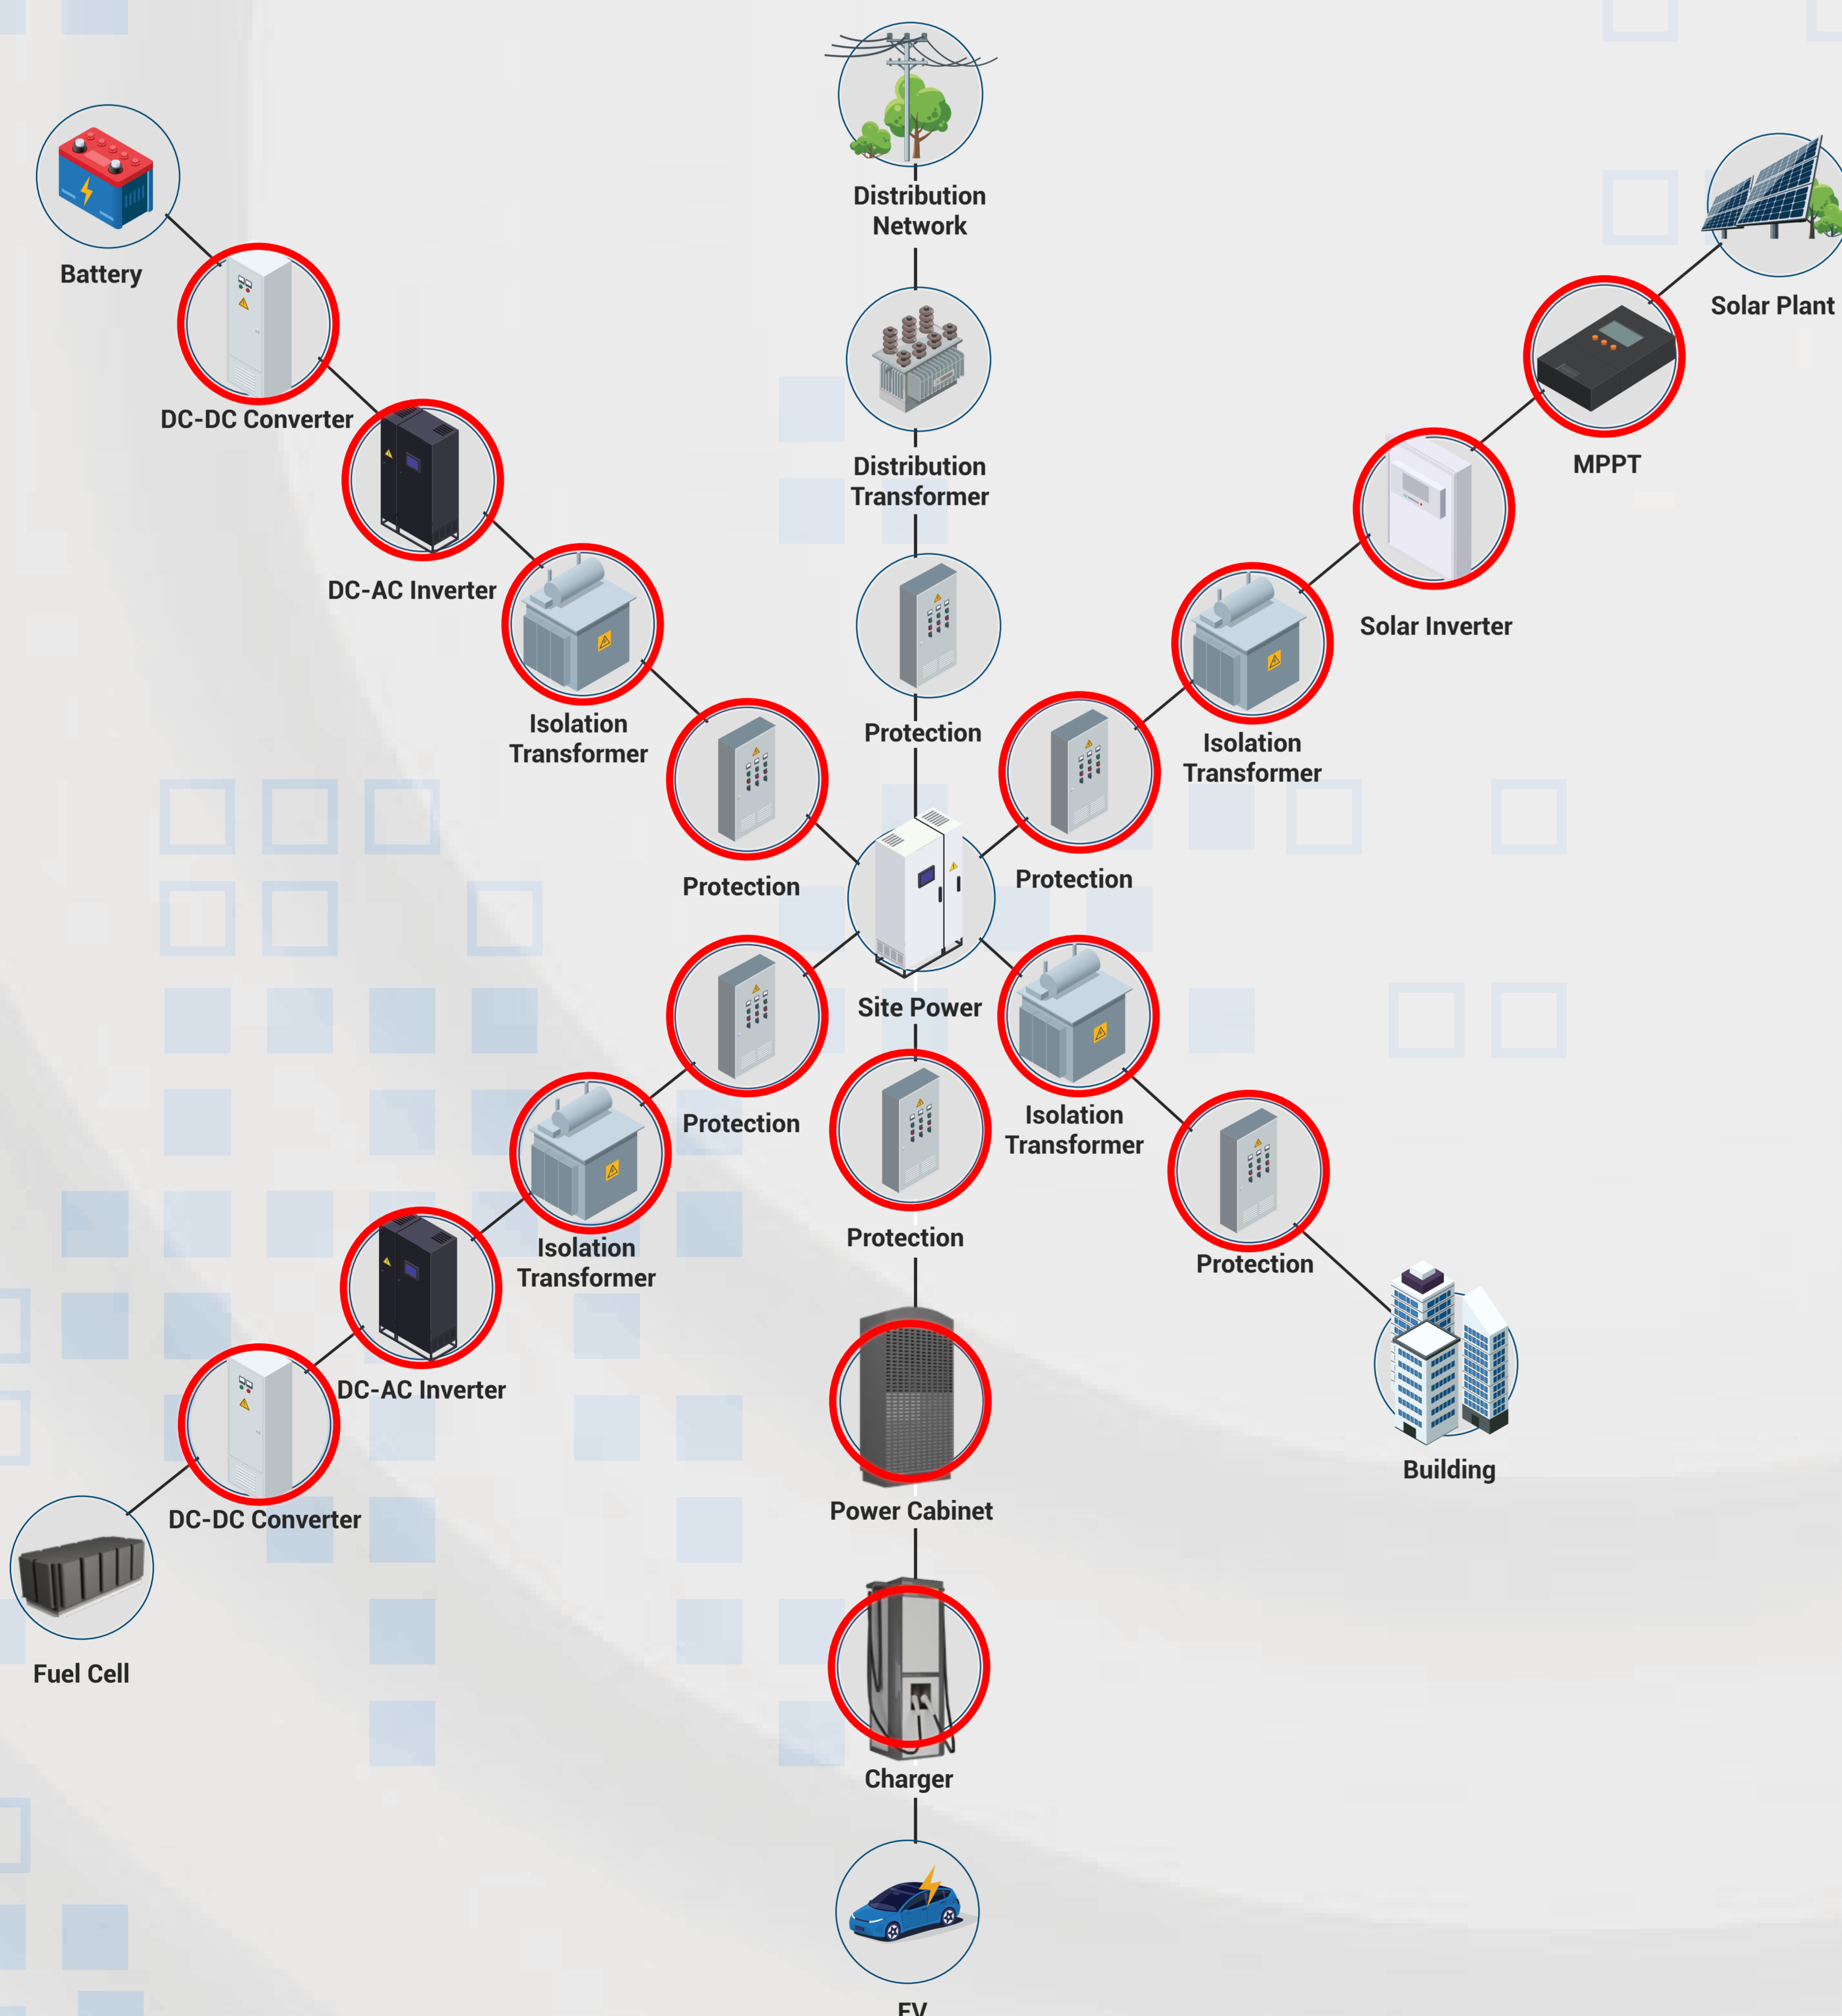 Distribution
Network
Battery
Solar Plant
DC-DC Converter
MPPT
Distribution
Transformer
DC-AC Inverter
Solar Inverter
Isolation
Transformer
Protection
Isolation
Transformer
Protection
Protection
Site Power
Protection
Isolation
Transformer
Protection
Isolation
Transformer
Protection
DC-AC Inverter
Building
Power Cabinet
DC-DC Converter
Fuel Cell
Charger
EV